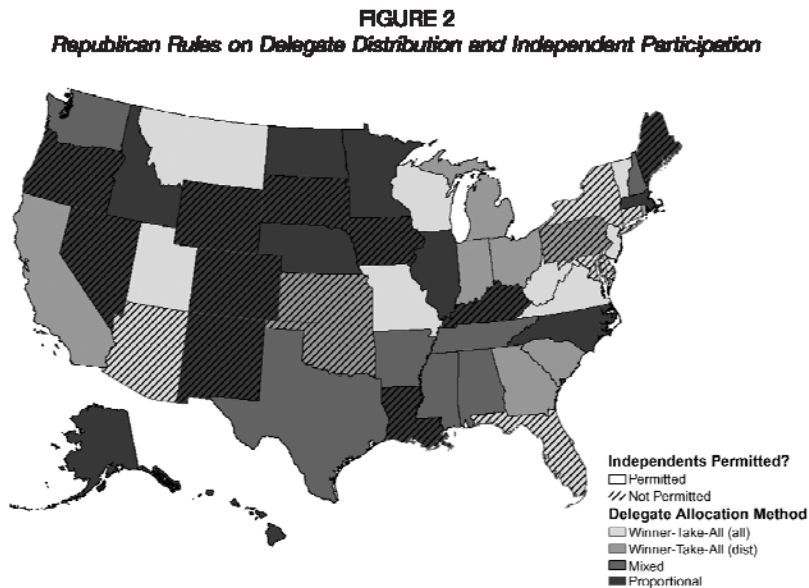 FIGURE 2
Republican Rules on Delegate Distribution and Independent Participation
Independents Permitted?
Permitted
Not Permitted
Delegate Allocation Method
Winner-Take-All (all)
Winner-Take-All (dist)
Mixed
Proportional